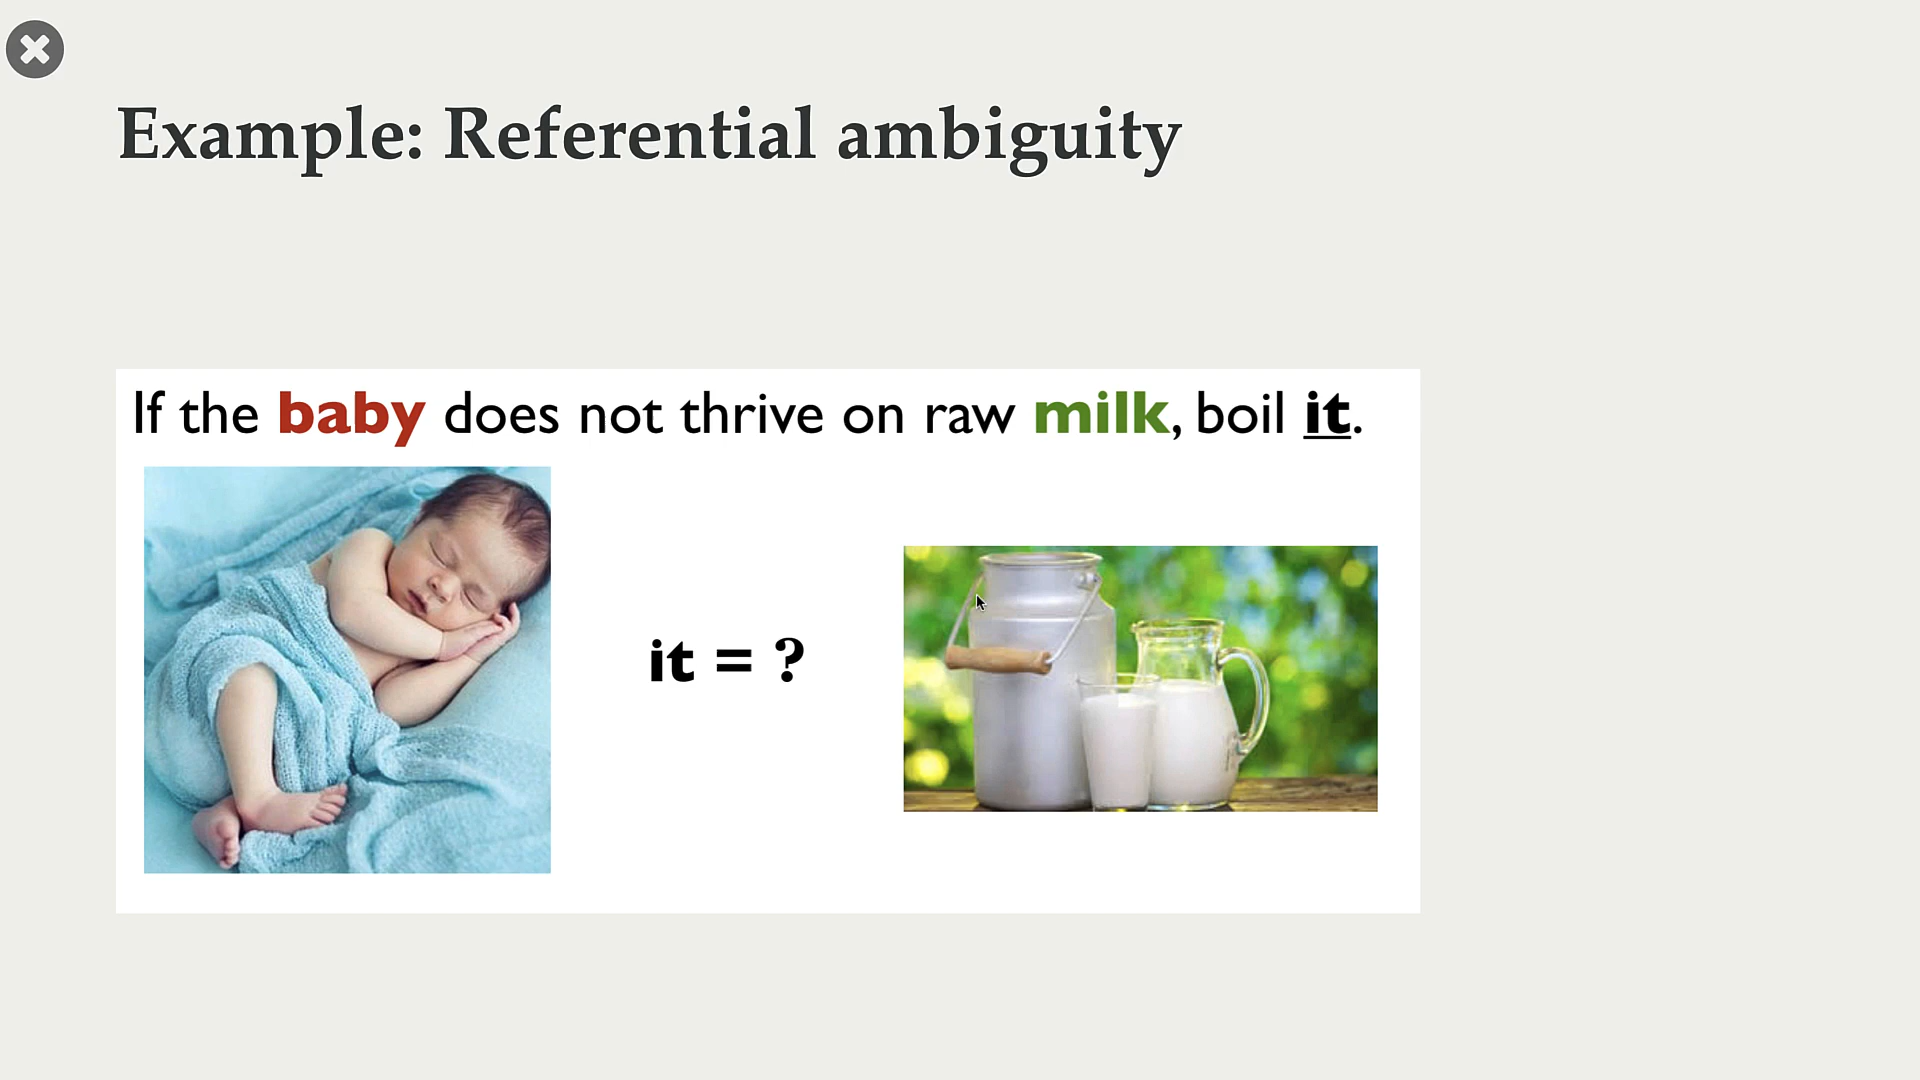 Example: Referential ambiguity
If the baby does not thrive on raw milk, boil it.
it = ?